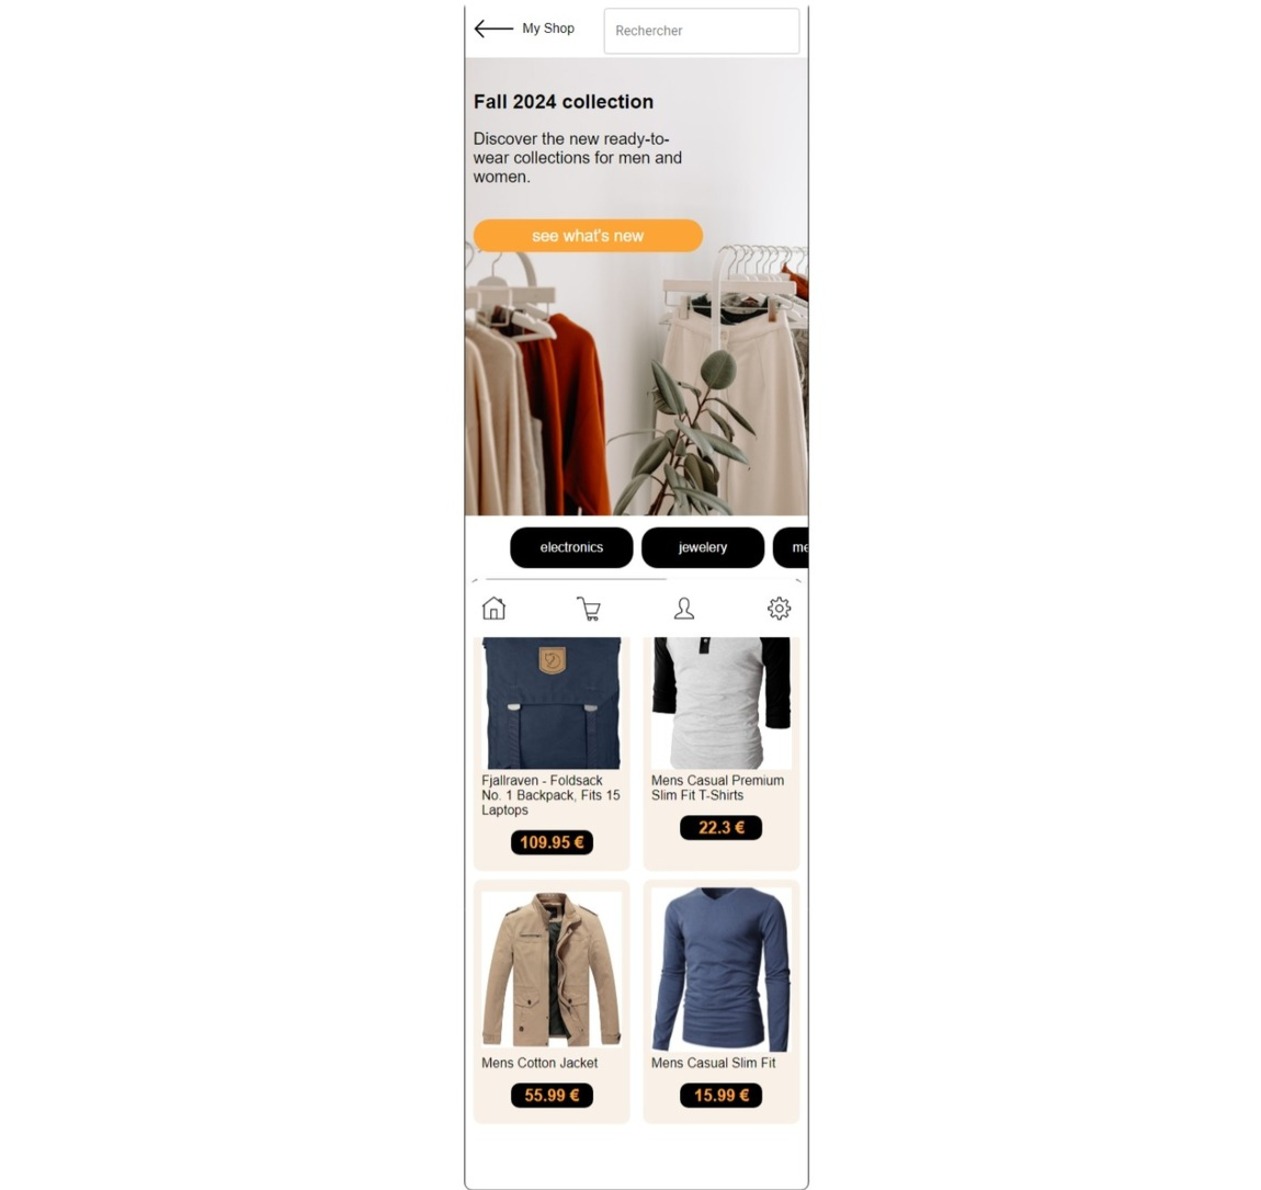 My Shop
Rechercher
Fall 2024 collection
Discover the new ready-to-
wear collections for men and
women.
see what's new
electronics
jewelery
me
Fjallraven - Foldsack
No. 1 Backpack, Fits 15
Laptops
109.95 €
Mens Casual Premium
Slim Fit T-Shirts
22.3 €
Mens Cotton Jacket
55.99 €
Mens Casual Slim Fit
15.99 €